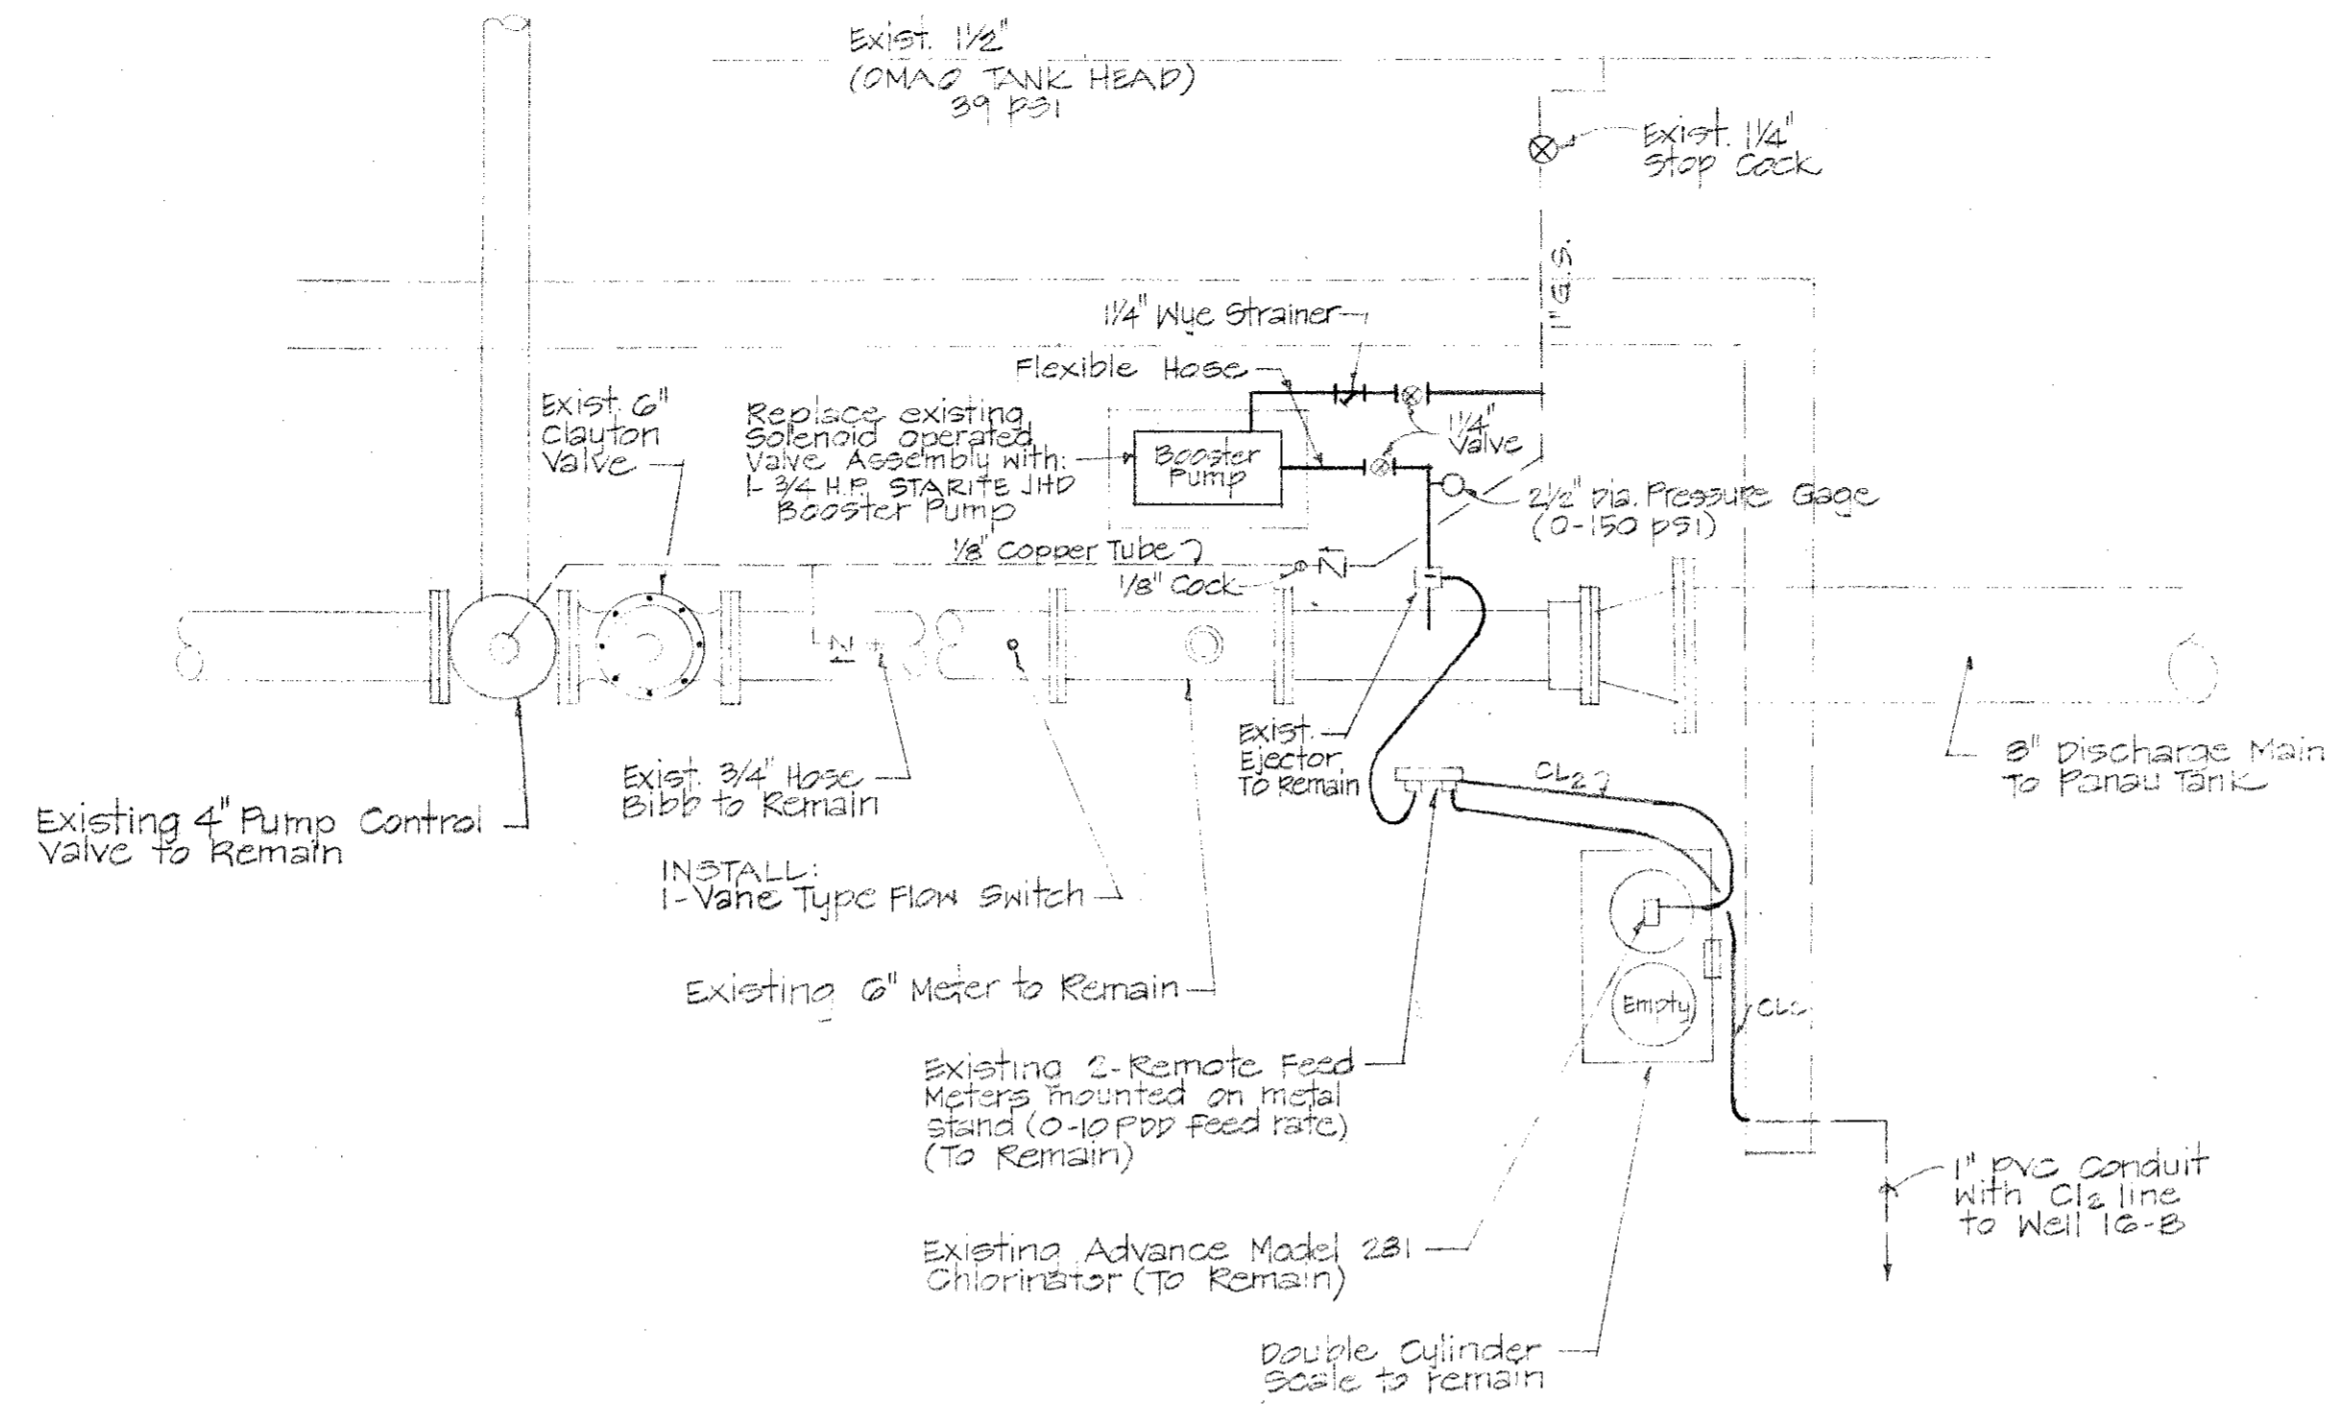 Exist. 1½"
(OMAO TANK HEAD)
39 PSI
Exist. 1¼"
Stop Cock
1" G.S.
1¼" Wye Strainer
Flexible Hose
Exist. 6"
Clayton
Valve
Replace existing
Solenoid operated
Valve Assembly with:
1- 3/4 H.P. STARITE JHD
Booster Pump
Booster
Pump
1¼"
Valve
2½" Dia. Pressure Gage
(0-150 PSI)
⅛" Copper Tube
⅛" Cock
Exist.
Ejector
To Remain
8" Discharge Main
To Panau Tank
Exist. 3/4" Hose
Bibb to Remain
CL2
Existing 4" Pump Control
Valve to Remain
INSTALL:
1-Vane Type Flow Switch
Existing 6" Meter to Remain
Empty
Existing 2-Remote Feed
Meters mounted on metal
stand (0-10 PDD feed rate)
(To Remain)
1" PVC Conduit
With Cl2 line
to Well 16-B
Existing Advance Model 281
Chlorinator (To Remain)
Double Cylinder
Scale to remain